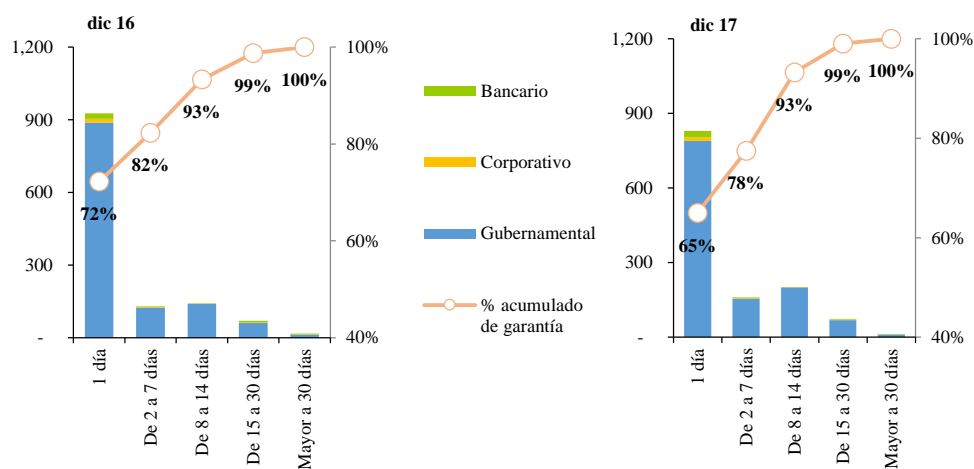 dic 16
1,200
900
600
300
-
100%
80%
60%
40%
72%
82%
93%
99%
100%
1 día
De 2 a 7 días
De 8 a 14 días
De 15 a 30 días
Mayor a 30 días
Bancario
Corporativo
Gubernamental
% acumulado
de garantía
dic 17
1,200
900
600
300
-
100%
80%
60%
40%
65%
78%
93%
99%
100%
1 día
De 2 a 7 días
De 8 a 14 días
De 15 a 30 días
Mayor a 30 días